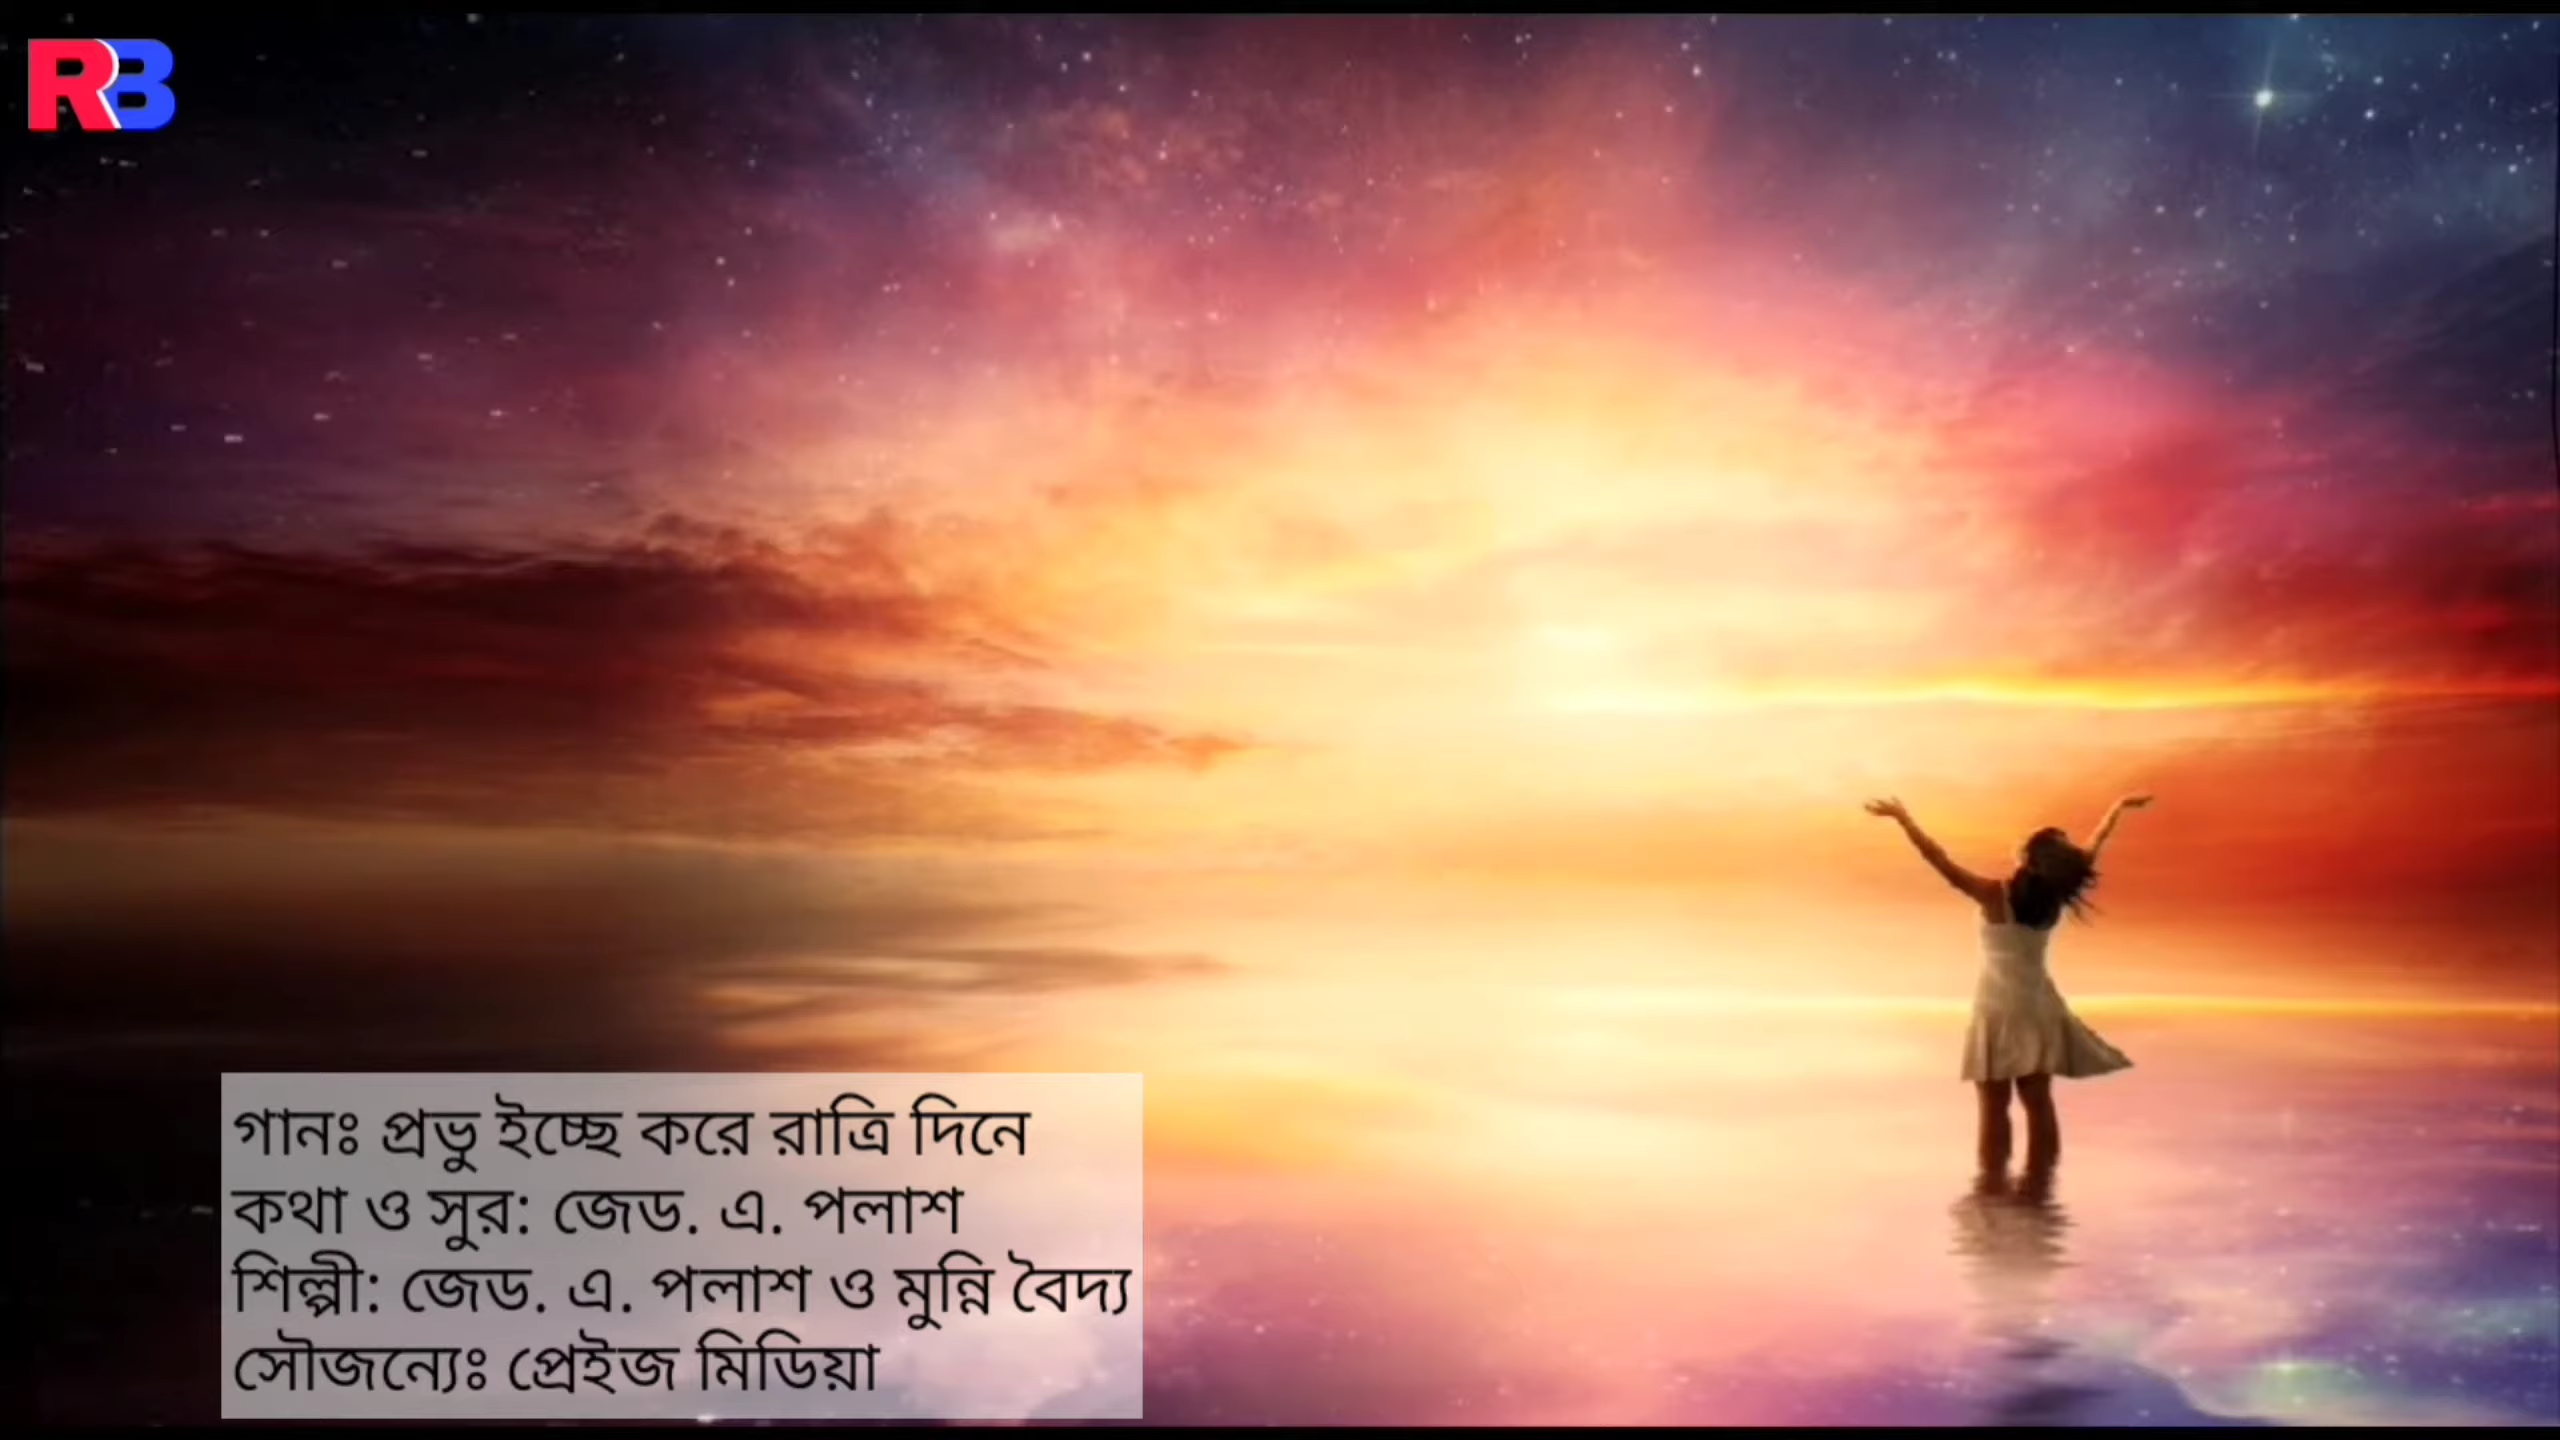 RB
গানঃ প্রভু ইচ্ছে করে রাত্রি দিনে
কথা ও সুর: জেড. এ. পলাশ
শিল্পী: জেড. এ. পলাশ ও মুন্নি বৈদ্য
সৌজন্যেঃ প্রেইজ মিডিয়া